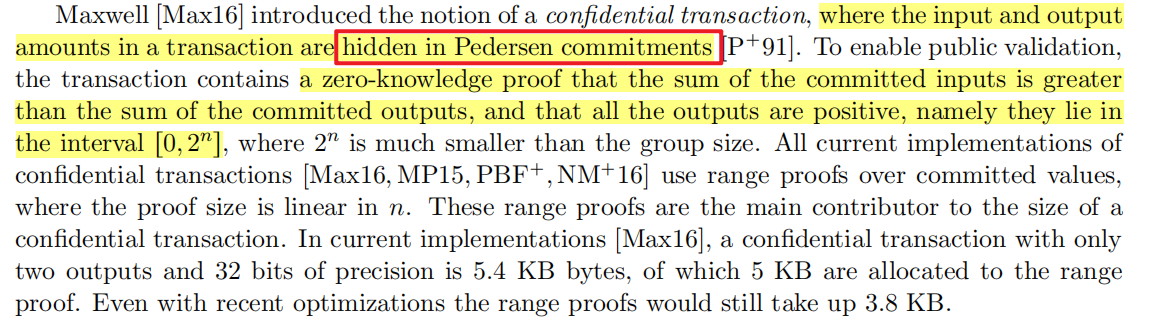 Maxwell [Max16] introduced the notion of a confidential transaction, where the input and output
amounts in a transaction are hidden in Pedersen commitments [P+91]. To enable public validation,
the transaction contains a zero-knowledge proof that the sum of the committed inputs is greater
than the sum of the committed outputs, and that all the outputs are positive, namely they lie in
the interval [0, 2ⁿ], where 2ⁿ is much smaller than the group size. All current implementations of
confidential transactions [Max16, MP15, PBF+, NM+16] use range proofs over committed values,
where the proof size is linear in n. These range proofs are the main contributor to the size of a
confidential transaction. In current implementations [Max16], a confidential transaction with only
two outputs and 32 bits of precision is 5.4 KB bytes, of which 5 KB are allocated to the range
proof. Even with recent optimizations the range proofs would still take up 3.8 KB.